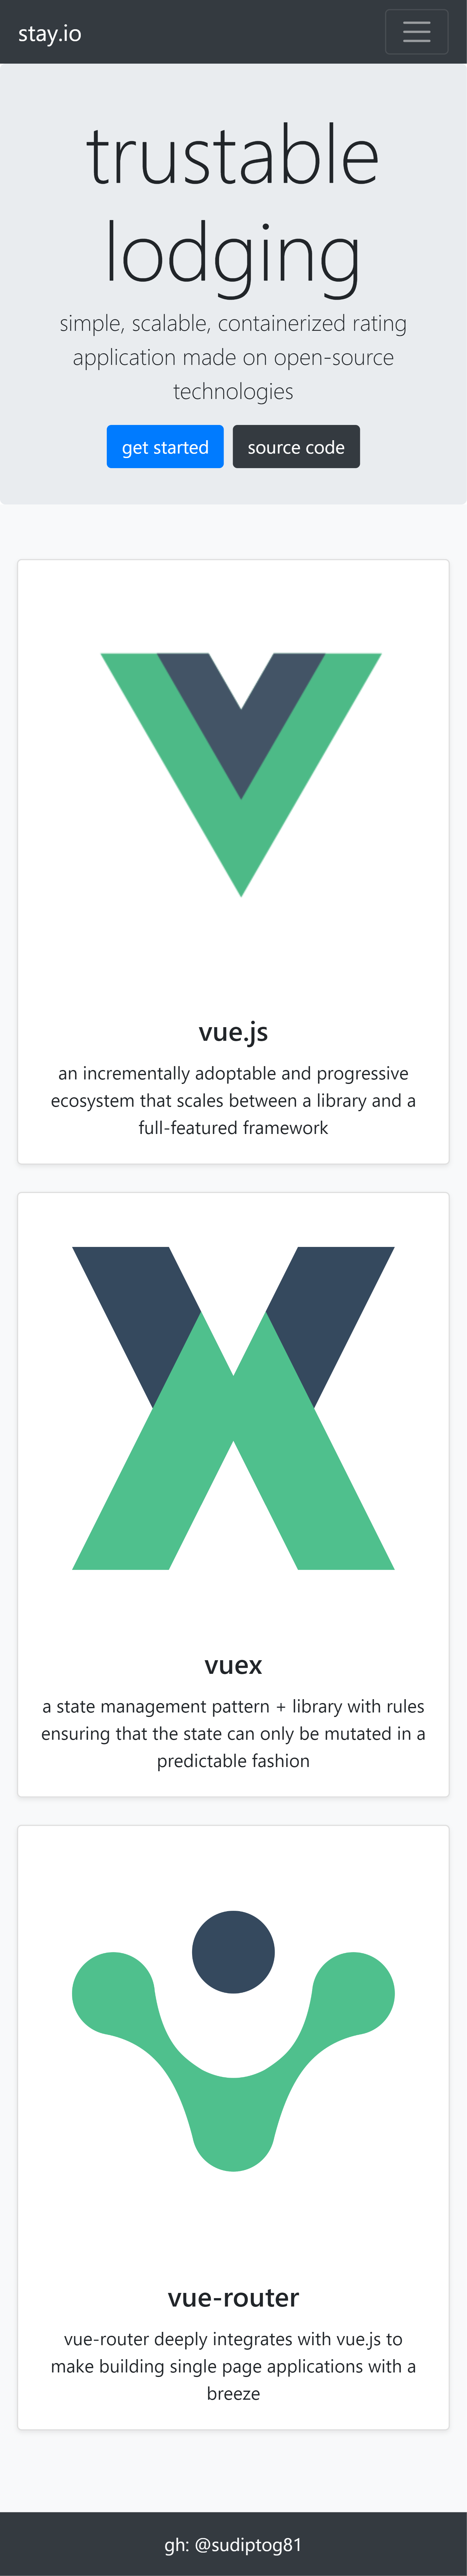 stay.io
trustable
lodging
simple, scalable, containerized rating
application made on open-source
technologies
get started
source code
vue.js
an incrementally adoptable and progressive
ecosystem that scales between a library and a
full-featured framework
vuex
a state management pattern + library with rules
ensuring that the state can only be mutated in a
predictable fashion
vue-router
vue-router deeply integrates with vue.js to
make building single page applications with a
breeze
gh: @sudiptog81